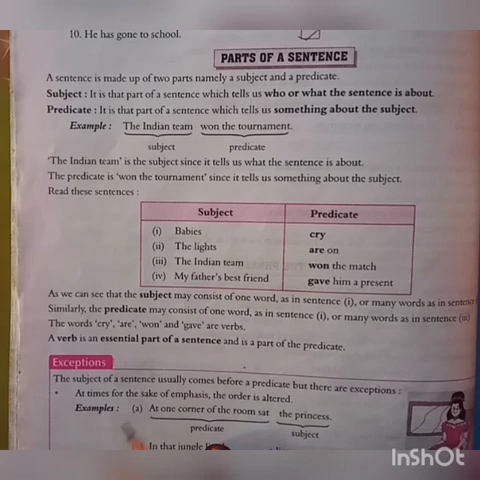 10. He has gone to school.
PARTS OF A SENTENCE
A sentence is made up of two parts namely a subject and a predicate.
Subject : It is that part of a sentence which tells us who or what the sentence is about.
Predicate : It is that part of a sentence which tells us something about the subject.
Example : The Indian team won the tournament.
subject predicate
'The Indian team' is the subject since it tells us what the sentence is about.
The predicate is 'won the tournament' since it tells us something about the subject.
Read these sentences :
Subject Predicate
(i) Babies cry
(ii) The lights are on
(iii) The Indian team won the match
(iv) My father's best friend gave him a present
As we can see that the subject may consist of one word, as in sentence (i), or many words as in sentence
Similarly, the predicate may consist of one word, as in sentence (i), or many words as in sentence (iii)
The words 'cry', 'are', 'won' and 'gave' are verbs.
A verb is an essential part of a sentence and is a part of the predicate.
Exceptions
The subject of a sentence usually comes before a predicate but there are exceptions :
• At times for the sake of emphasis, the order is altered.
Examples : (a) At one corner of the room sat the princess.
predicate subject
In that jungle
InShOt